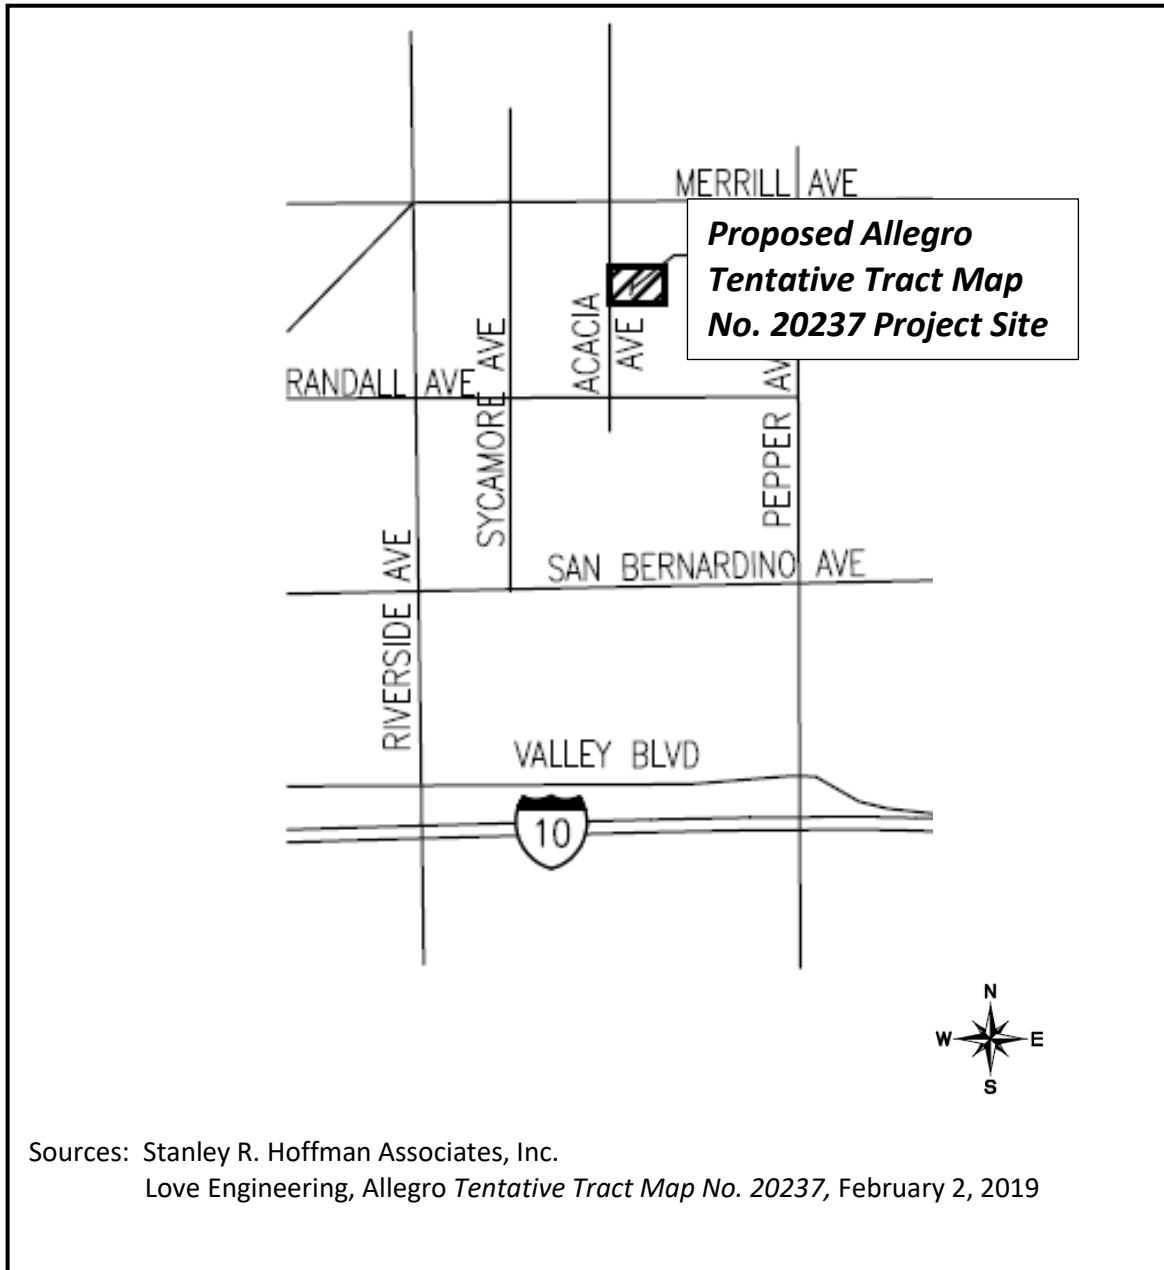 MERRILL AVE
Proposed Allegro
Tentative Tract Map
No. 20237 Project Site
ACACIA
AVE
SYCAMORE AVE
RANDALL AVE
PEPPER AV
RIVERSIDE AVE
SAN BERNARDINO AVE
VALLEY BLVD
10
N
W E
S
Sources: Stanley R. Hoffman Associates, Inc.
Love Engineering, Allegro Tentative Tract Map No. 20237, February 2, 2019